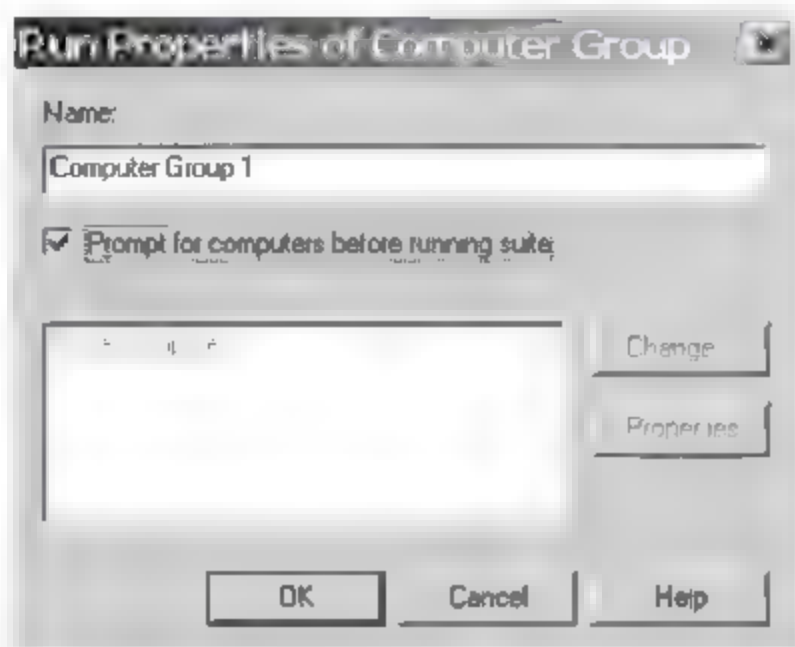 Run Properties of Computer Group
Name:
Computer Group 1
Prompt for computers before running suite
Change
Properties
OK
Cancel
Help